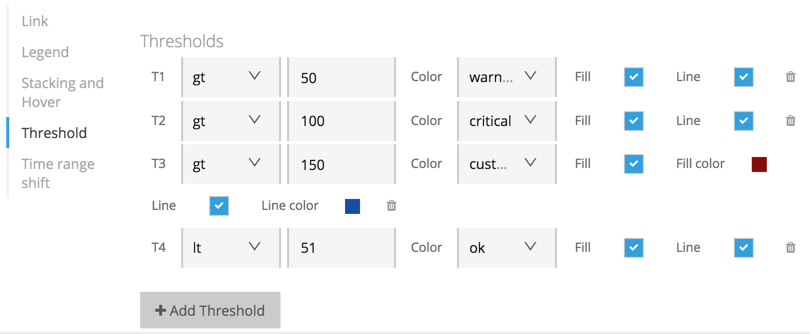 Link
Legend
Stacking and
Hover
Threshold
Time range
shift
Thresholds
T1 gt 50 Color warn... Fill Line
T2 gt 100 Color critical Fill Line
T3 gt 150 Color cust... Fill Fill color
Line Line color
T4 lt 51 Color ok Fill Line
+ Add Threshold